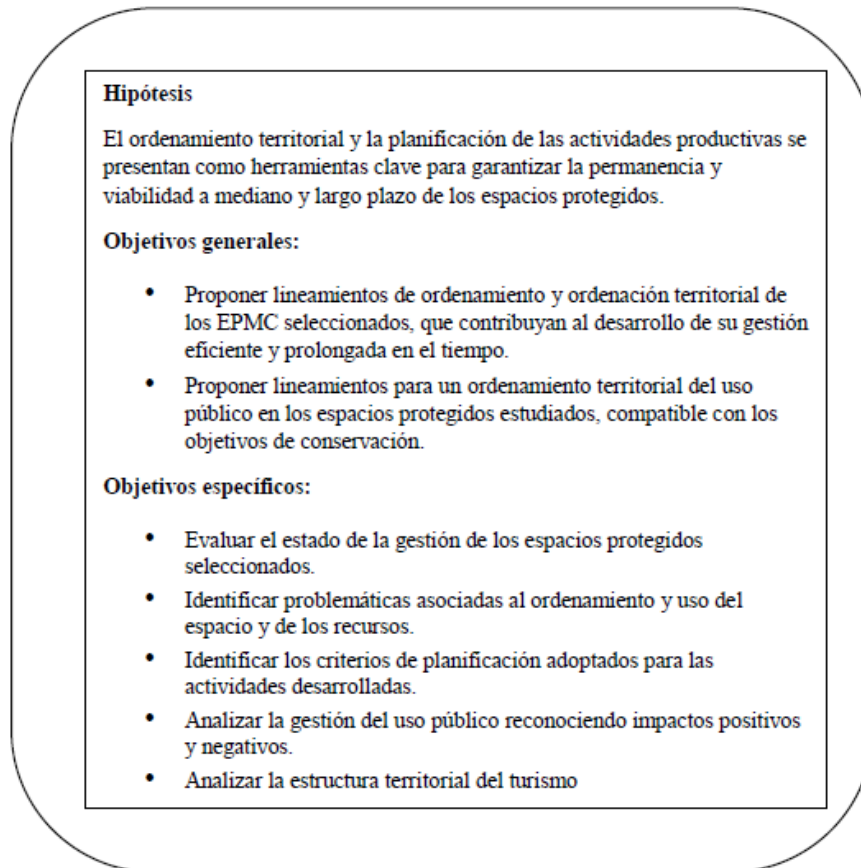 Hipótesis
El ordenamiento territorial y la planificación de las actividades productivas se
presentan como herramientas clave para garantizar la permanencia y
viabilidad a mediano y largo plazo de los espacios protegidos.
Objetivos generales:
• Proponer lineamientos de ordenamiento y ordenación territorial de
los EPMC seleccionados, que contribuyan al desarrollo de su gestión
eficiente y prolongada en el tiempo.
• Proponer lineamientos para un ordenamiento territorial del uso
público en los espacios protegidos estudiados, compatible con los
objetivos de conservación.
Objetivos específicos:
• Evaluar el estado de la gestión de los espacios protegidos
seleccionados.
• Identificar problemáticas asociadas al ordenamiento y uso del
espacio y de los recursos.
• Identificar los criterios de planificación adoptados para las
actividades desarrolladas.
• Analizar la gestión del uso público reconociendo impactos positivos
y negativos.
• Analizar la estructura territorial del turismo